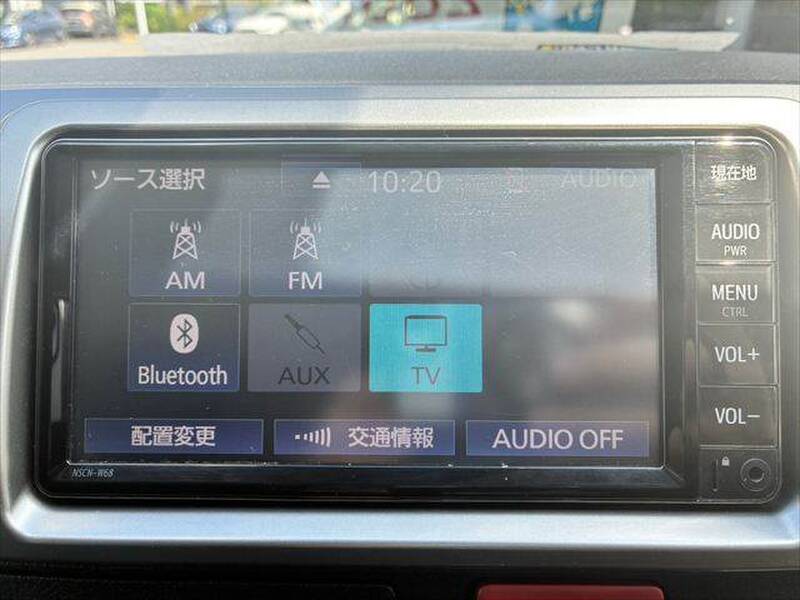 ソース選択 10:20 AUDIO
現在地
AM FM
AUDIO
PWR
MENU
CTRL
Bluetooth AUX TV
VOL+
VOL−
配置変更 交通情報 AUDIO OFF
NSCN-W68